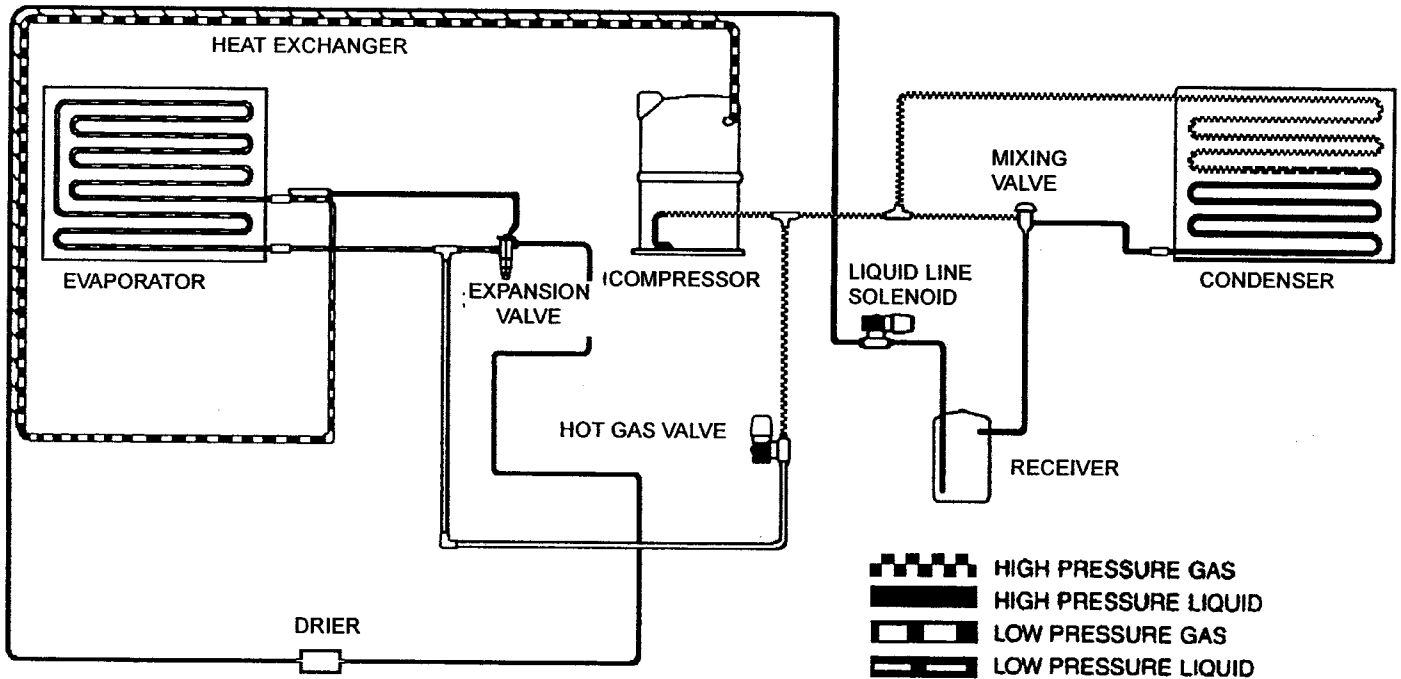 HEAT EXCHANGER
MIXING
VALVE
EVAPORATOR
EXPANSION
VALVE
COMPRESSOR
LIQUID LINE
SOLENOID
CONDENSER
HOT GAS VALVE
RECEIVER
DRIER
HIGH PRESSURE GAS
HIGH PRESSURE LIQUID
LOW PRESSURE GAS
LOW PRESSURE LIQUID